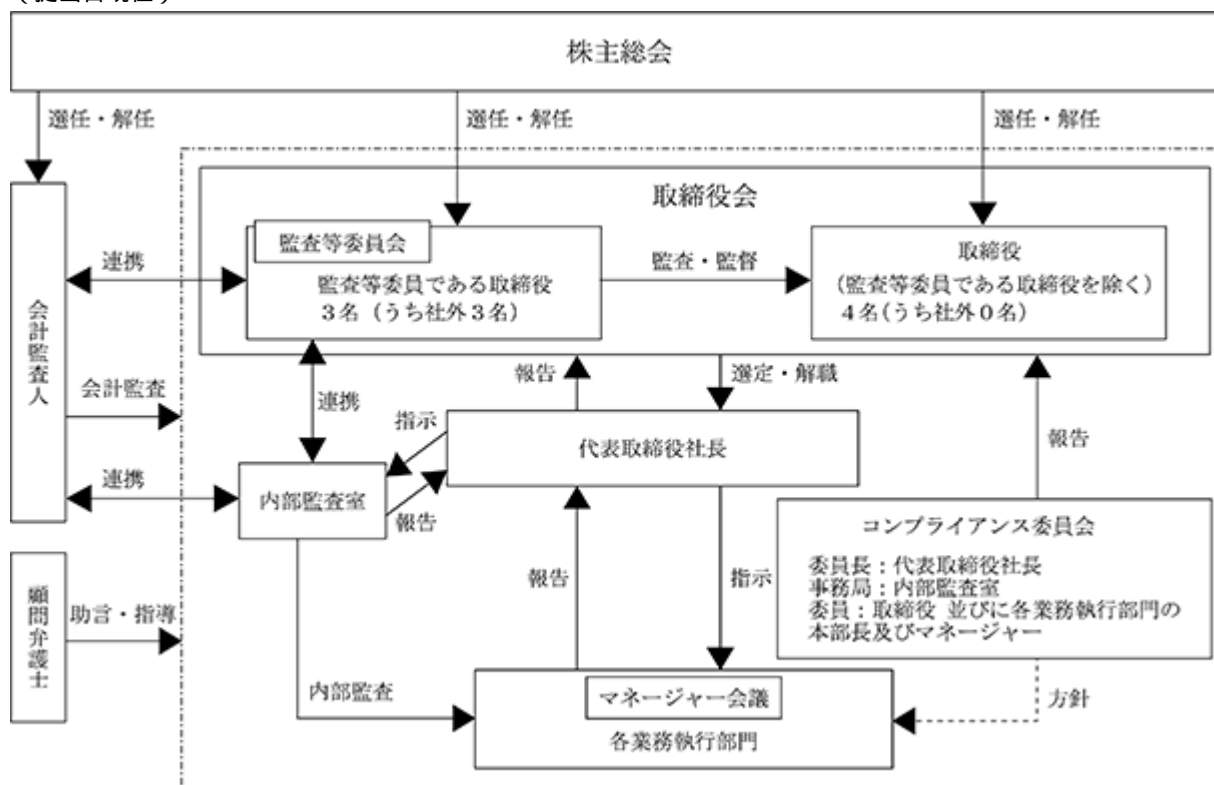 株主総会
選任・解任
選任・解任
選任・解任
取締役会
監査等委員会
監査等委員である取締役
3名(うち社外3名)
監査・監督
取締役
(監査等委員である取締役を除く)
4名(うち社外0名)
連携
会計監査人
会計監査
連携
連携
報告
選定・解職
報告
指示
代表取締役社長
内部監査室
報告
コンプライアンス委員会
委員長:代表取締役社長
事務局:内部監査室
委員:取締役 並びに各業務執行部門の
本部長及びマネージャー
報告
指示
顧問弁護士
助言・指導
内部監査
マネージャー会議
各業務執行部門
方針